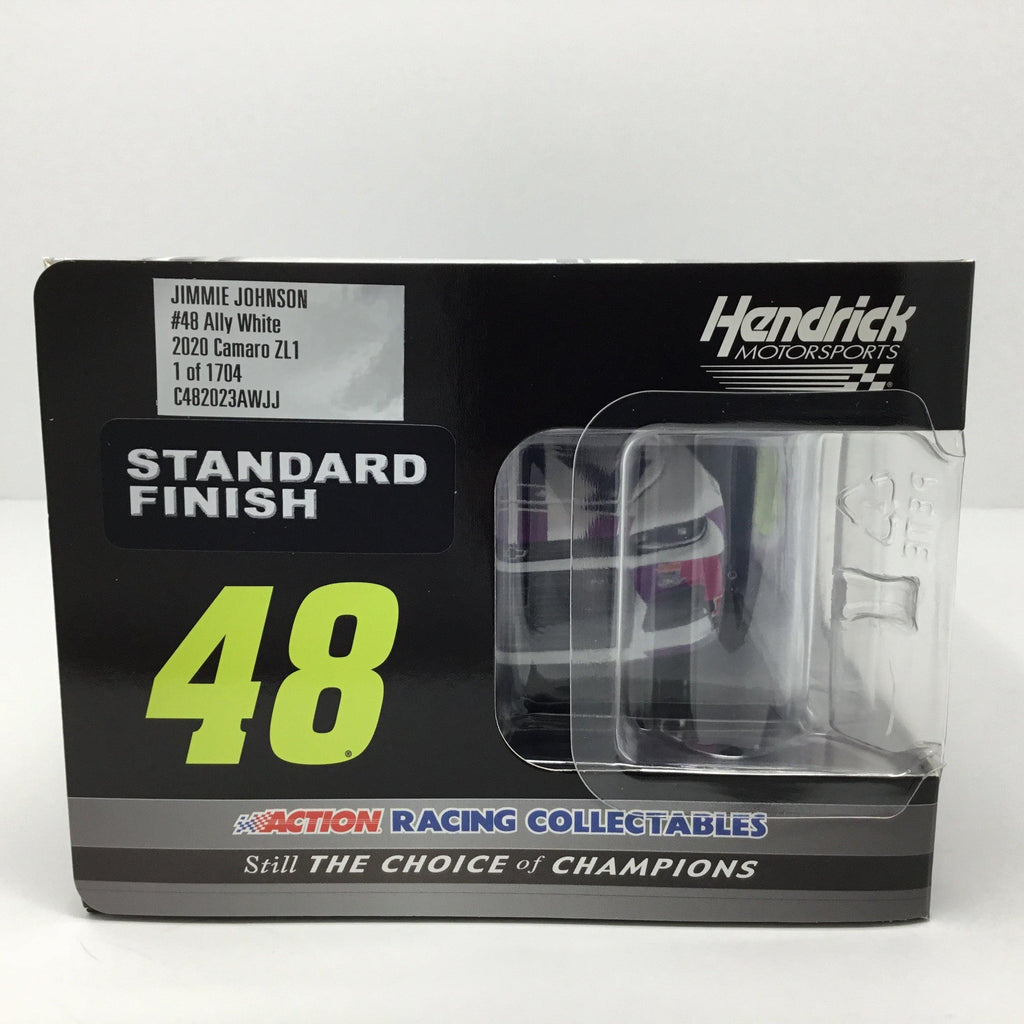 JIMMIE JOHNSON
#48 Ally White
2020 Camaro ZL1
1 of 1704
C482023AWJJ
Hendrick
MOTORSPORTS
STANDARD
FINISH
48
ACTION RACING COLLECTABLES
Still THE CHOICE of CHAMPIONS